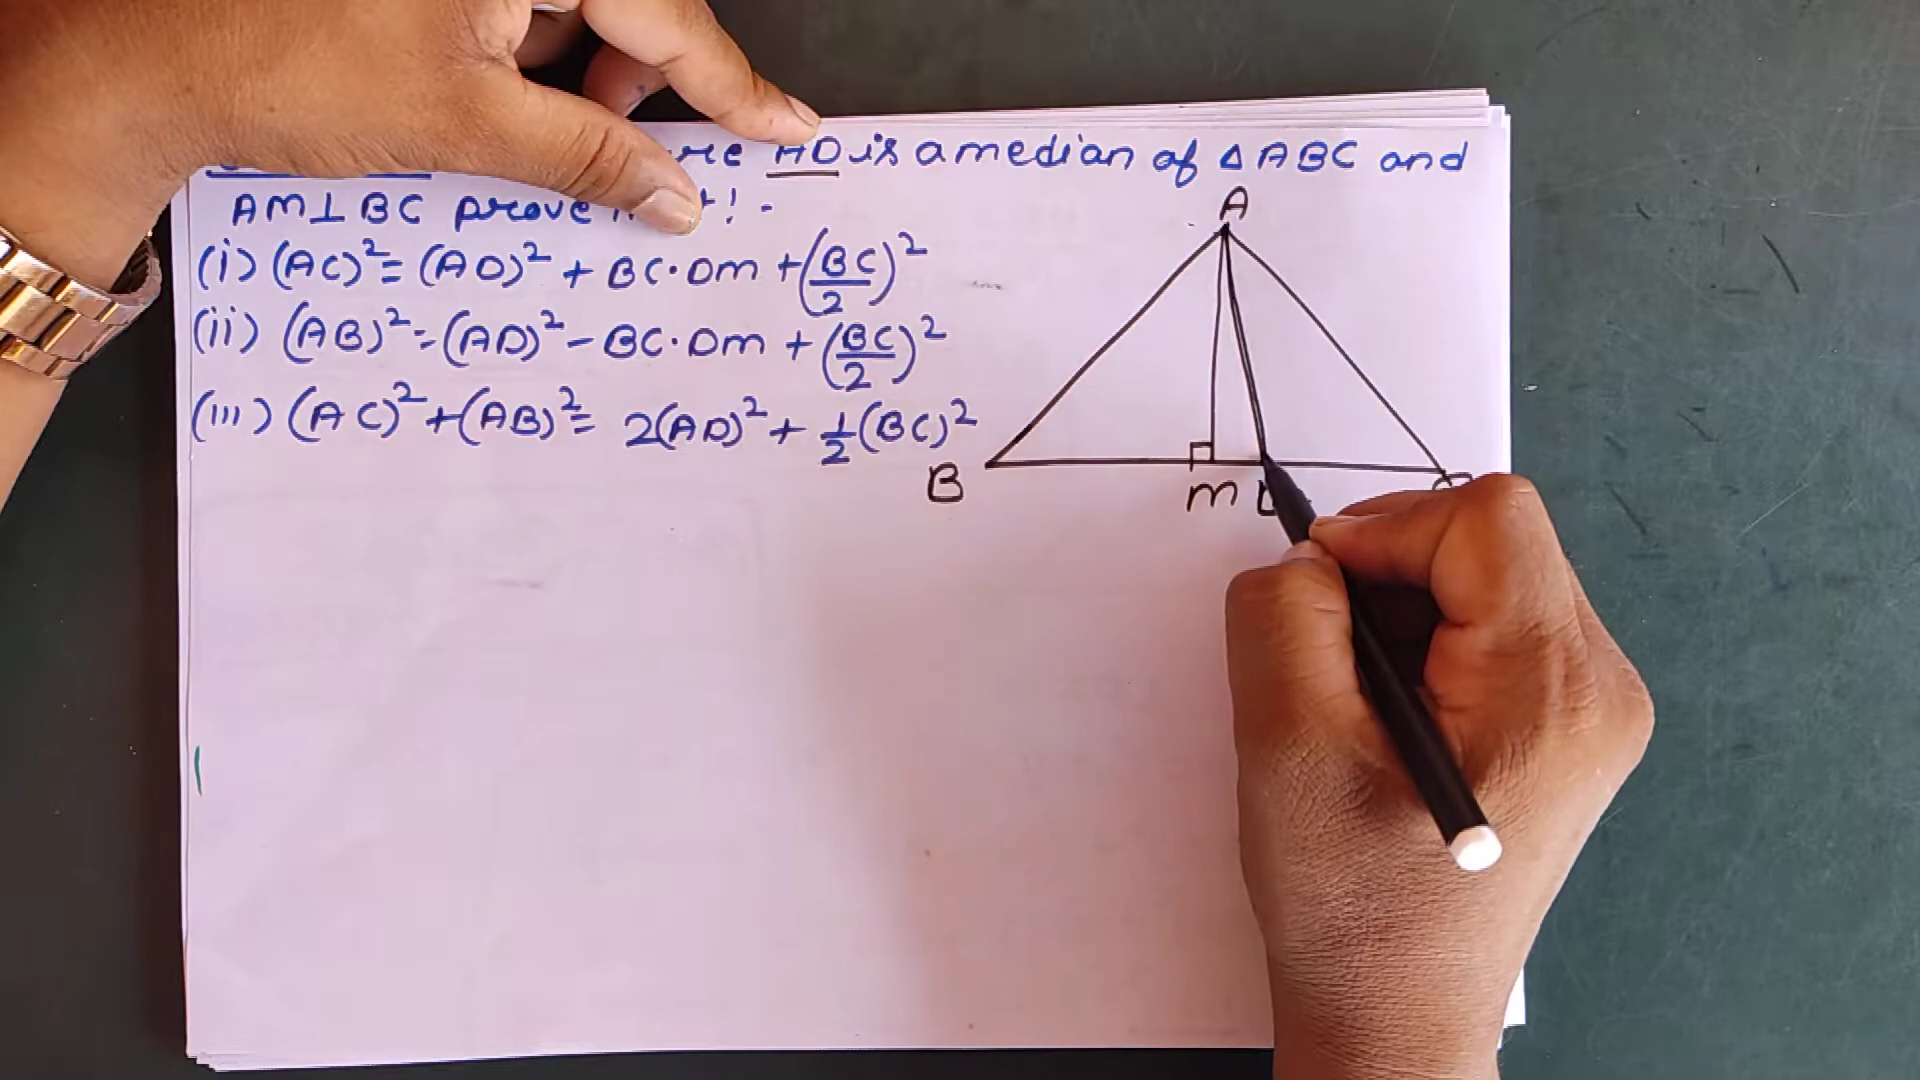 AD is a median of △ ABC and
AM⊥BC prove
(i) (AC)² = (AD)² + BC·Dm + (BC/2)²
(ii) (AB)² = (AD)² - BC·Dm + (BC/2)²
(iii) (AC)² + (AB)² = 2(AD)² + 1/2 (BC)²
A
B
m